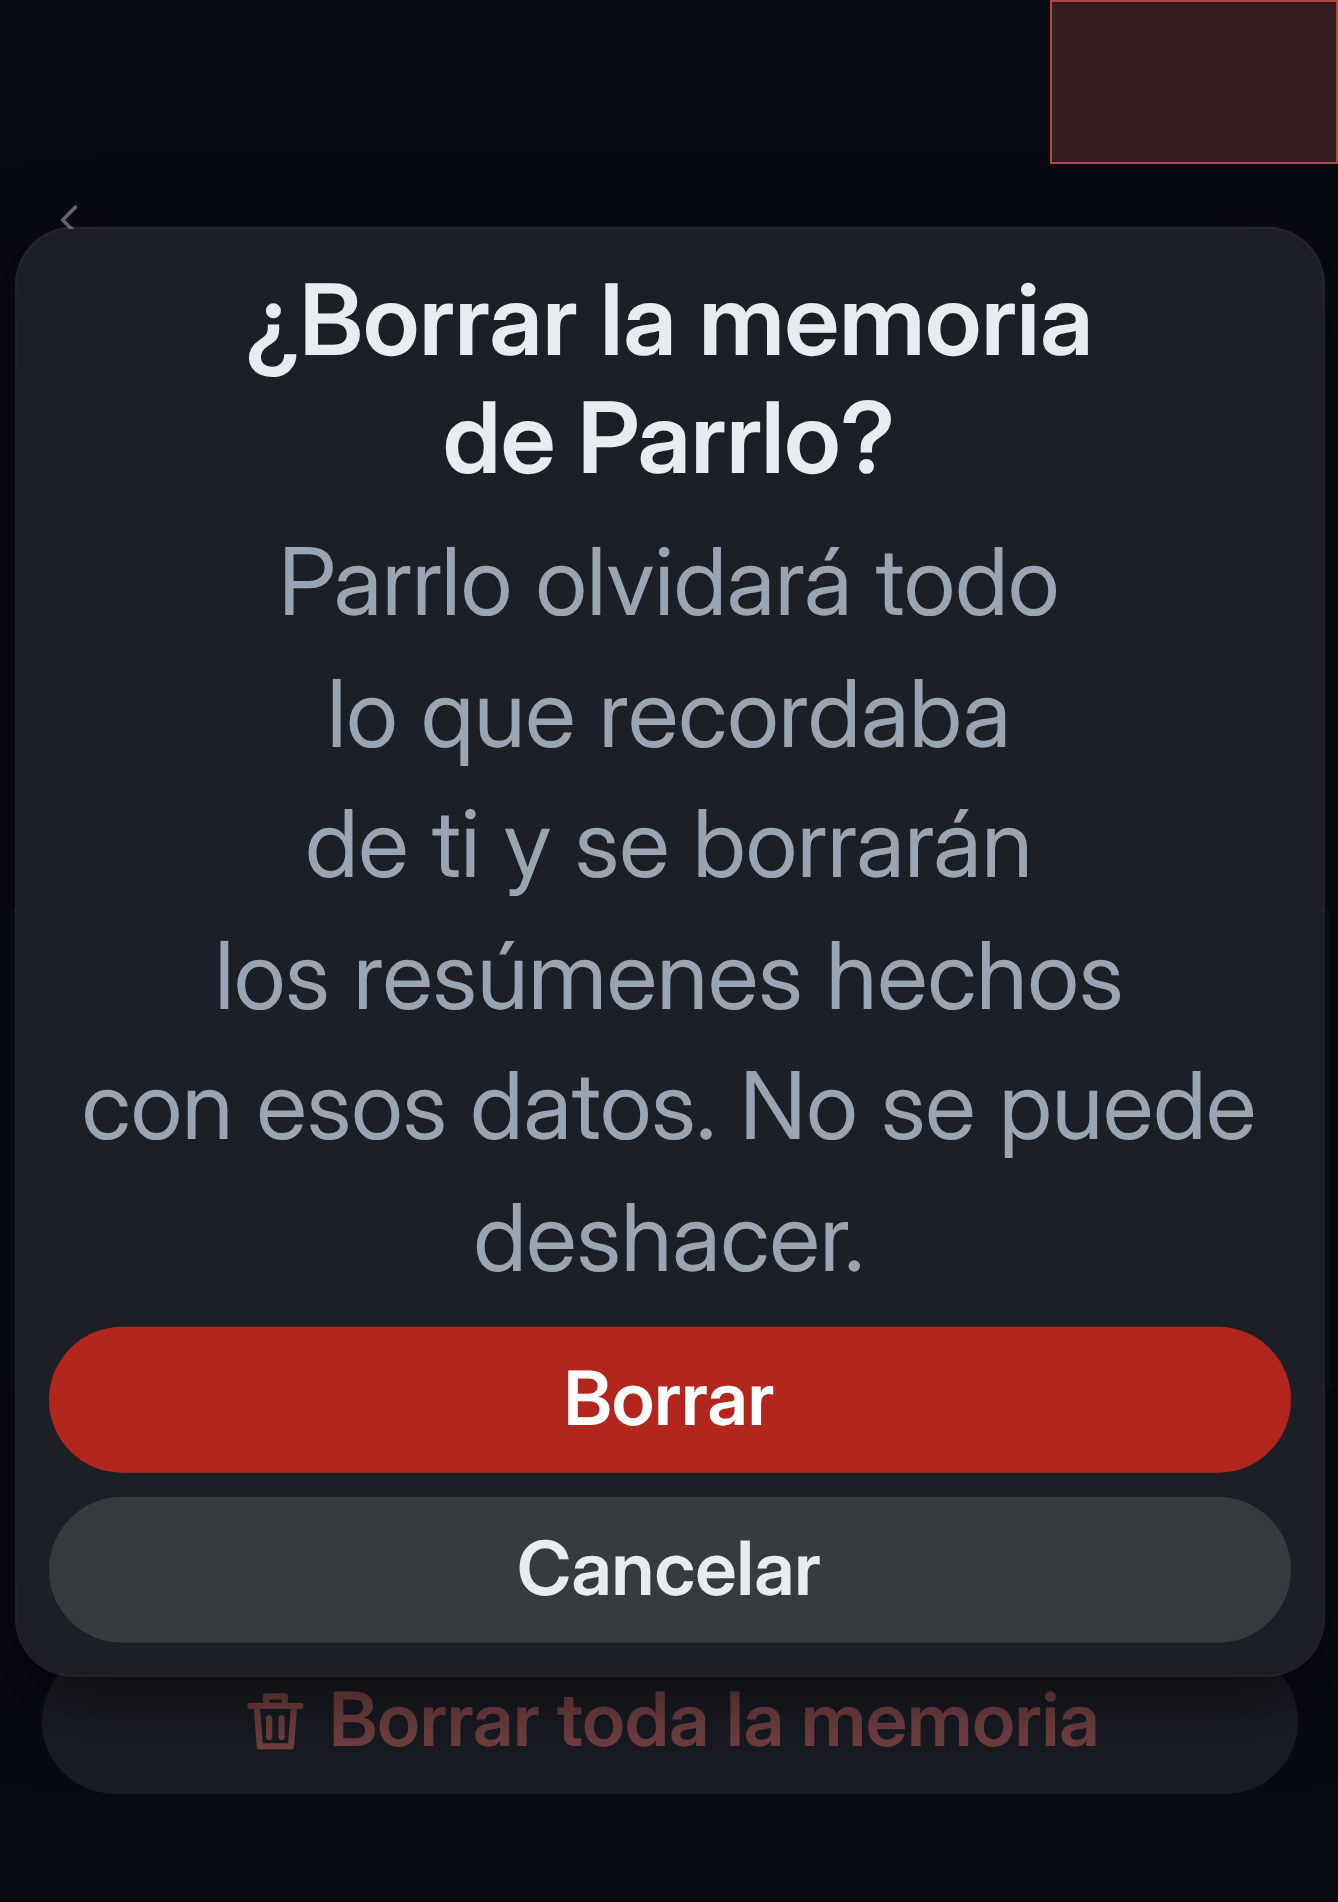 ¿Borrar la memoria
de Parrlo?
Parrlo olvidará todo
lo que recordaba
de ti y se borrarán
los resúmenes hechos
con esos datos. No se puede
deshacer.
Borrar
Cancelar
Borrar toda la memoria